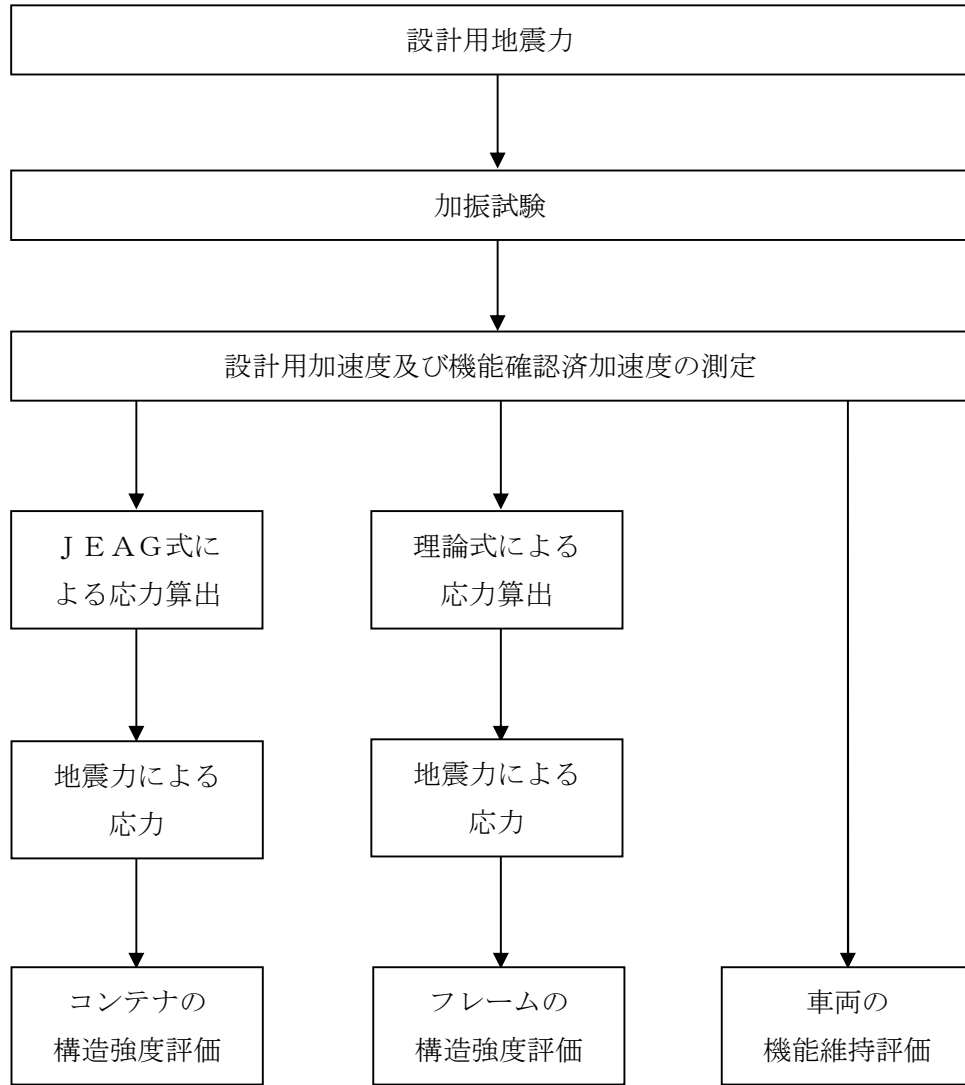 設計用地震力
加振試験
設計用加速度及び機能確認済加速度の測定
ＪＥＡＧ式に
よる応力算出
理論式による
応力算出
地震力による
応力
地震力による
応力
コンテナの
構造強度評価
フレームの
構造強度評価
車両の
機能維持評価